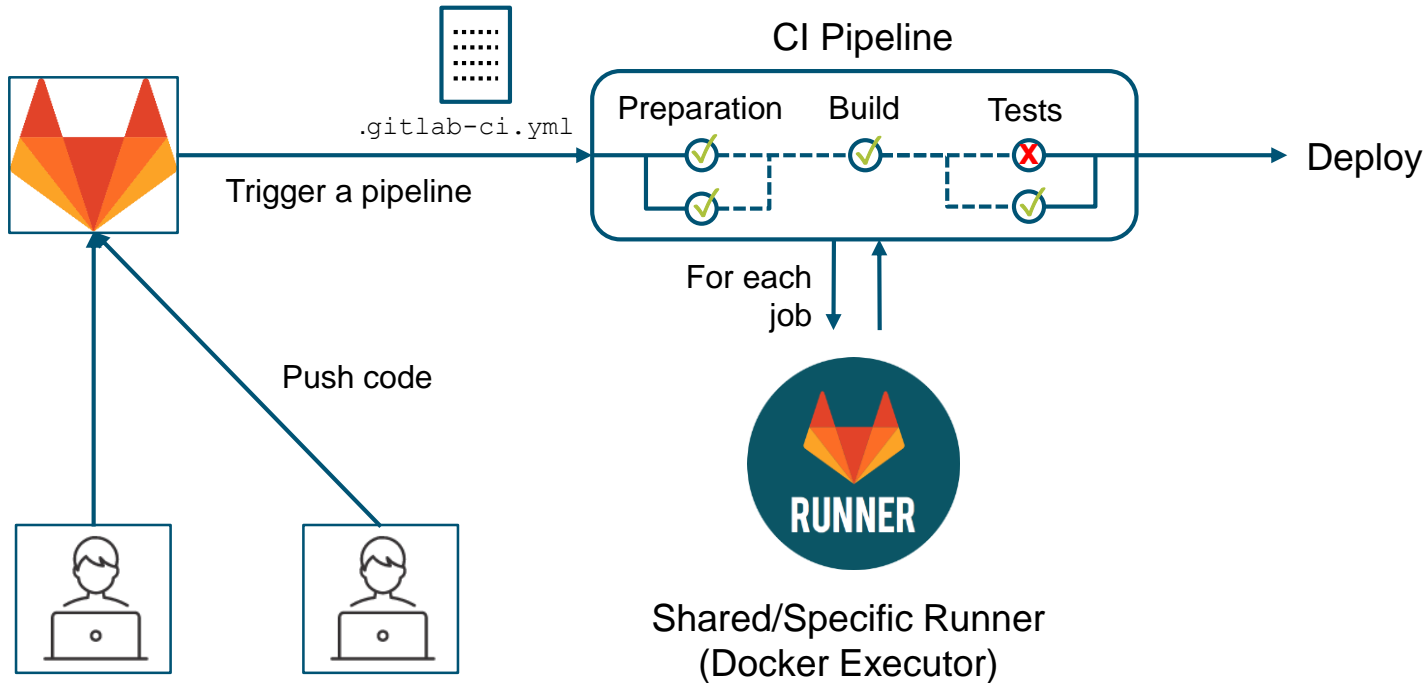 CI Pipeline
Preparation
Build
Tests
.gitlab-ci.yml
X
Deploy
Trigger a pipeline
For each
job
Push code
RUNNER
Shared/Specific Runner
(Docker Executor)